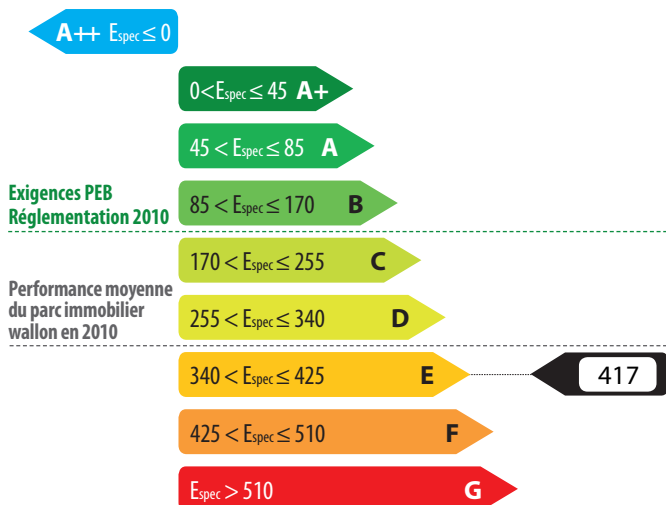 A++ Espec ≤ 0
0<Espec ≤ 45 A+
45 < Espec ≤ 85 A
Exigences PEB
Réglementation 2010
85 < Espec ≤ 170 B
170 < Espec ≤ 255 C
Performance moyenne
du parc immobilier
wallon en 2010
255 < Espec ≤ 340 D
340 < Espec ≤ 425 E
417
425 < Espec ≤ 510 F
Espec > 510 G